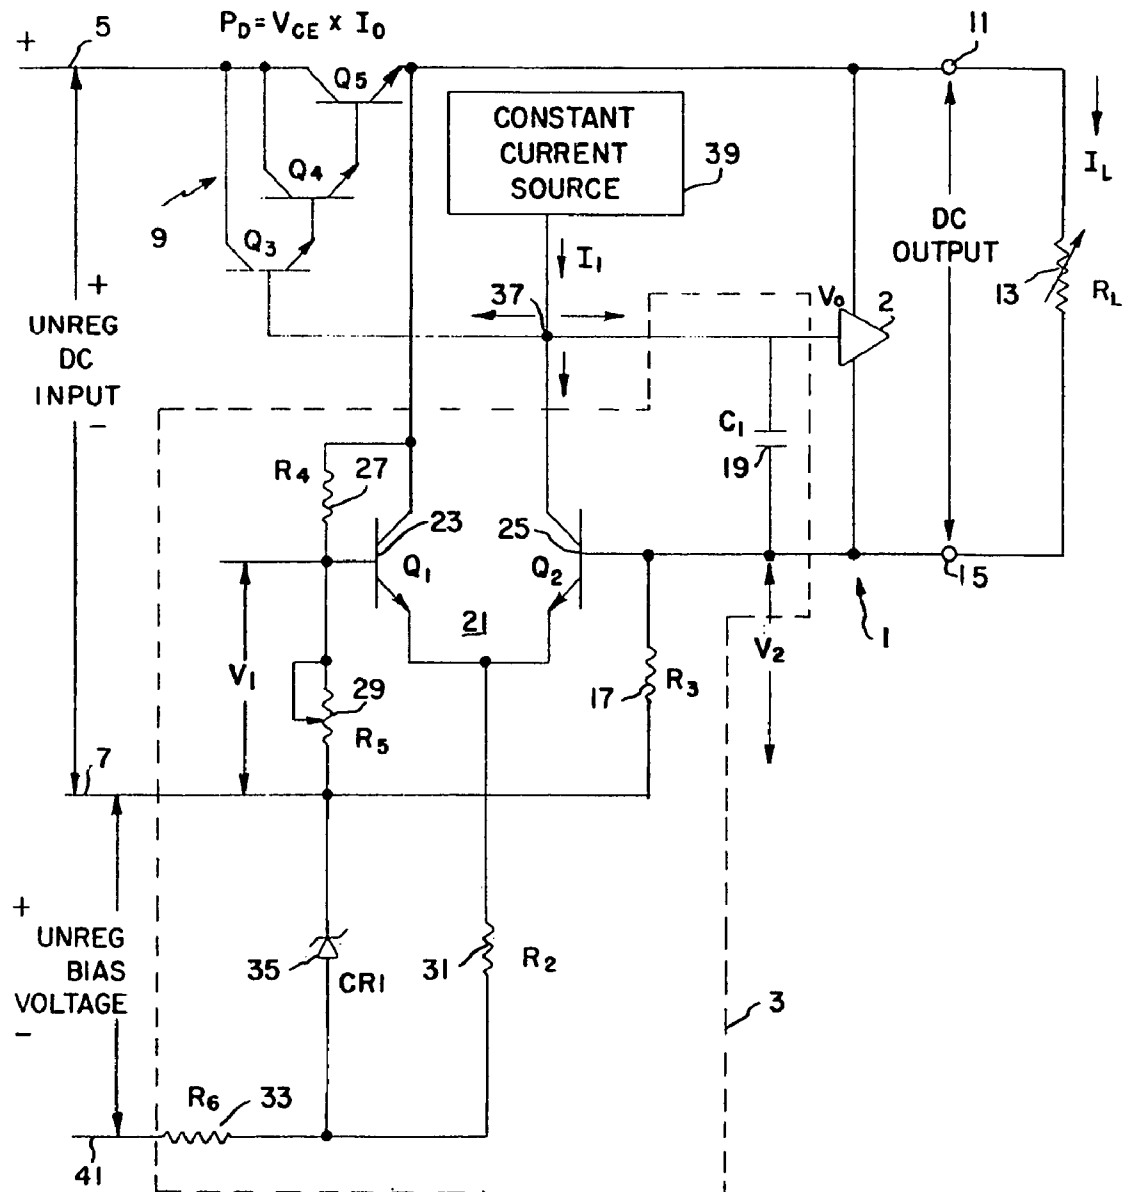 + 5 P_D = V_CE x I_O 11
Q5
CONSTANT
CURRENT
SOURCE
39
I_L
Q4
9
Q3
I_1
DC
OUTPUT
13
R_L
+
UNREG
DC
INPUT
-
37
V_o 2
C_1
19
R_4 27
23
25
Q_1
Q_2
15
21
1
V_1
V_2
29
R_5
17
R_3
7
+
UNREG
BIAS
VOLTAGE
-
35
CR1
31
R_2
3
R_6 33
41